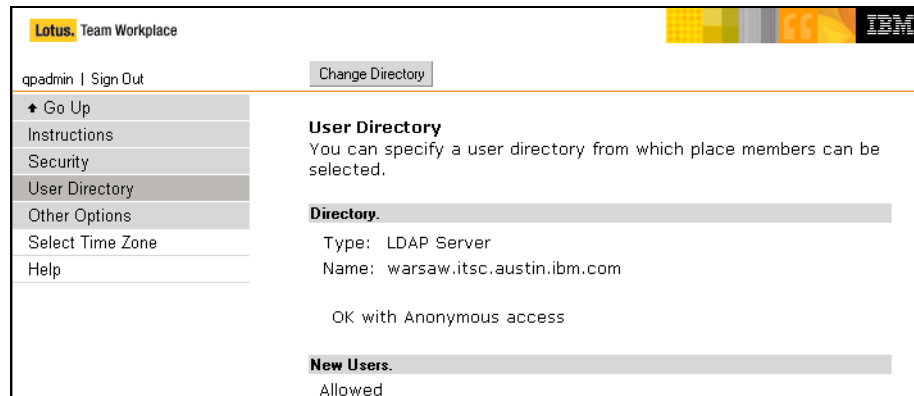 Lotus. Team Workplace
IBM
qpadmin | Sign Out
Change Directory
Go Up
Instructions
Security
User Directory
Other Options
Select Time Zone
Help
User Directory
You can specify a user directory from which place members can be
selected.
Directory.
Type: LDAP Server
Name: warsaw.itsc.austin.ibm.com
OK with Anonymous access
New Users.
Allowed